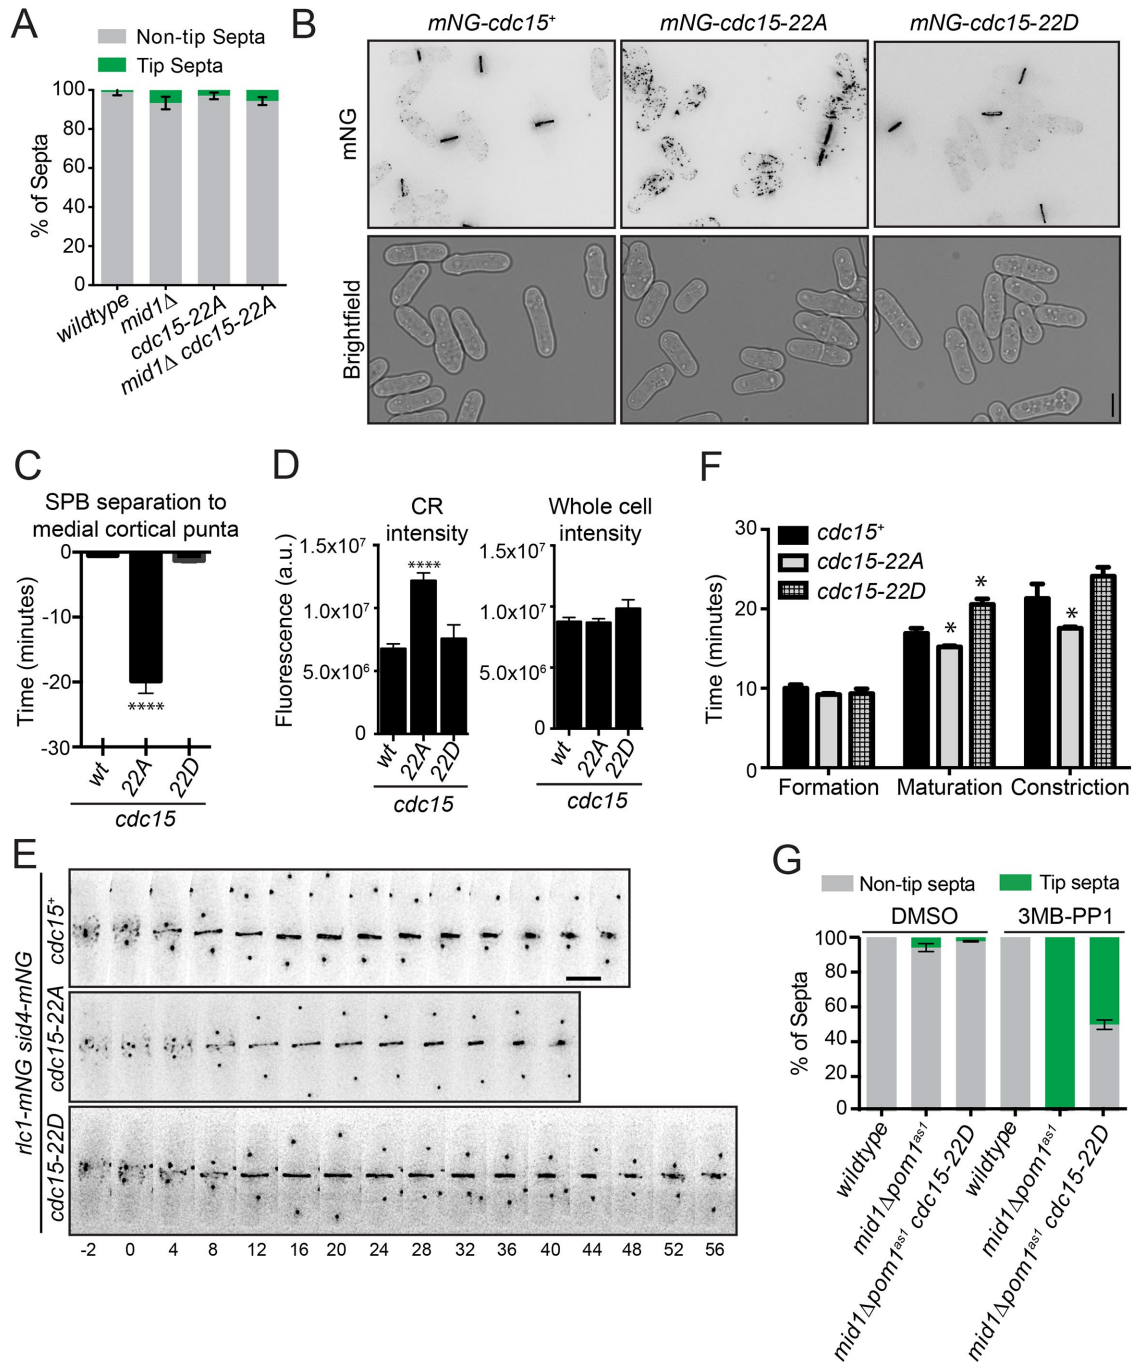 A
Non-tip Septa
Tip Septa
% of Septa
100
80
60
40
20
0
wildtype
mid1Δ
cdc15-22A
mid1Δ cdc15-22A
B
mNG-cdc15+
mNG-cdc15-22A
mNG-cdc15-22D
mNG
Brightfield
C
SPB separation to
medial cortical punta
Time (minutes)
0
-10
-20
-30
****
wt
22A
22D
cdc15
D
CR
intensity
Fluorescence (a.u.)
1.5x10⁷
1.0x10⁷
5.0x10⁶
0
****
wt
22A
22D
cdc15
Whole cell
intensity
1.5x10⁷
1.0x10⁷
5.0x10⁶
0
wt
22A
22D
cdc15
F
Time (minutes)
30
20
10
0
cdc15+
cdc15-22A
cdc15-22D
*
*
*
Formation
Maturation
Constriction
E
rlc1-mNG sid4-mNG
cdc15+
cdc15-22A
cdc15-22D
-2 0 4 8 12 16 20 24 28 32 36 40 44 48 52 56
G
Non-tip septa
Tip septa
DMSO
3MB-PP1
% of Septa
100
80
60
40
20
0
wildtype
mid1Δpom1as1
mid1Δpom1as1 cdc15-22D
wildtype
mid1Δpom1as1
mid1Δpom1as1 cdc15-22D